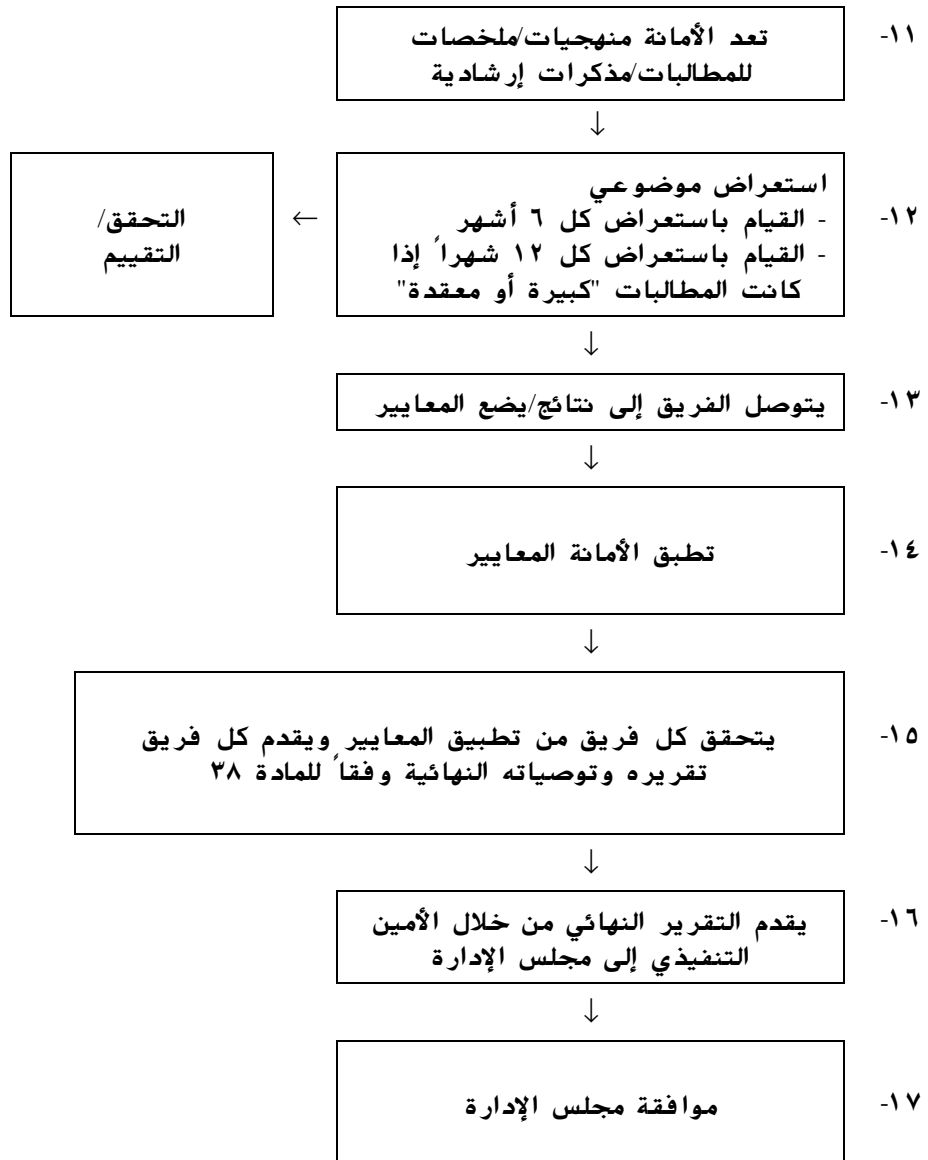 ١١-
تعد الأمانة منهجيات/ملخصات
للمطالبات/مذكرات إرشادية
↓
١٢-
استعراض موضوعي
- القيام باستعراض كل ٦ أشهر
- القيام باستعراض كل ١٢ شهراً إذا
كانت المطالبات "كبيرة أو معقدة"
←
التحقق/
التقييم
↓
١٣-
يتوصل الفريق إلى نتائج/يضع المعايير
↓
١٤-
تطبق الأمانة المعايير
↓
١٥-
يتحقق كل فريق من تطبيق المعايير ويقدم كل فريق
تقريره وتوصياته النهائية وفقاً للمادة ٣٨
↓
١٦-
يقدم التقرير النهائي من خلال الأمين
التنفيذي إلى مجلس الإدارة
↓
١٧-
موافقة مجلس الإدارة